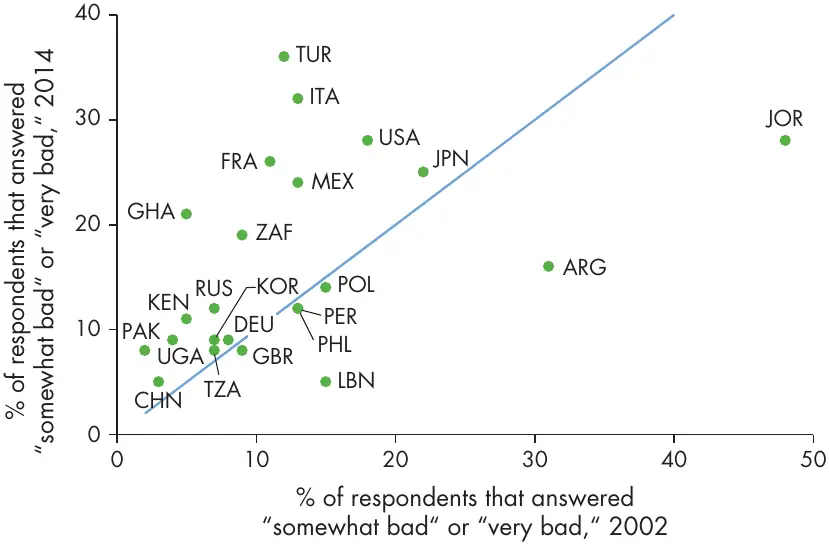 % of respondents that answered
“somewhat bad“ or “very bad,“ 2014
40
30
20
10
0
TUR
ITA
USA
JOR
FRA
JPN
MEX
GHA
ZAF
ARG
RUS
KOR
POL
KEN
PER
PAK
DEU
PHL
UGA
GBR
TZA
LBN
CHN
0 10 20 30 40 50
% of respondents that answered
“somewhat bad“ or “very bad,“ 2002